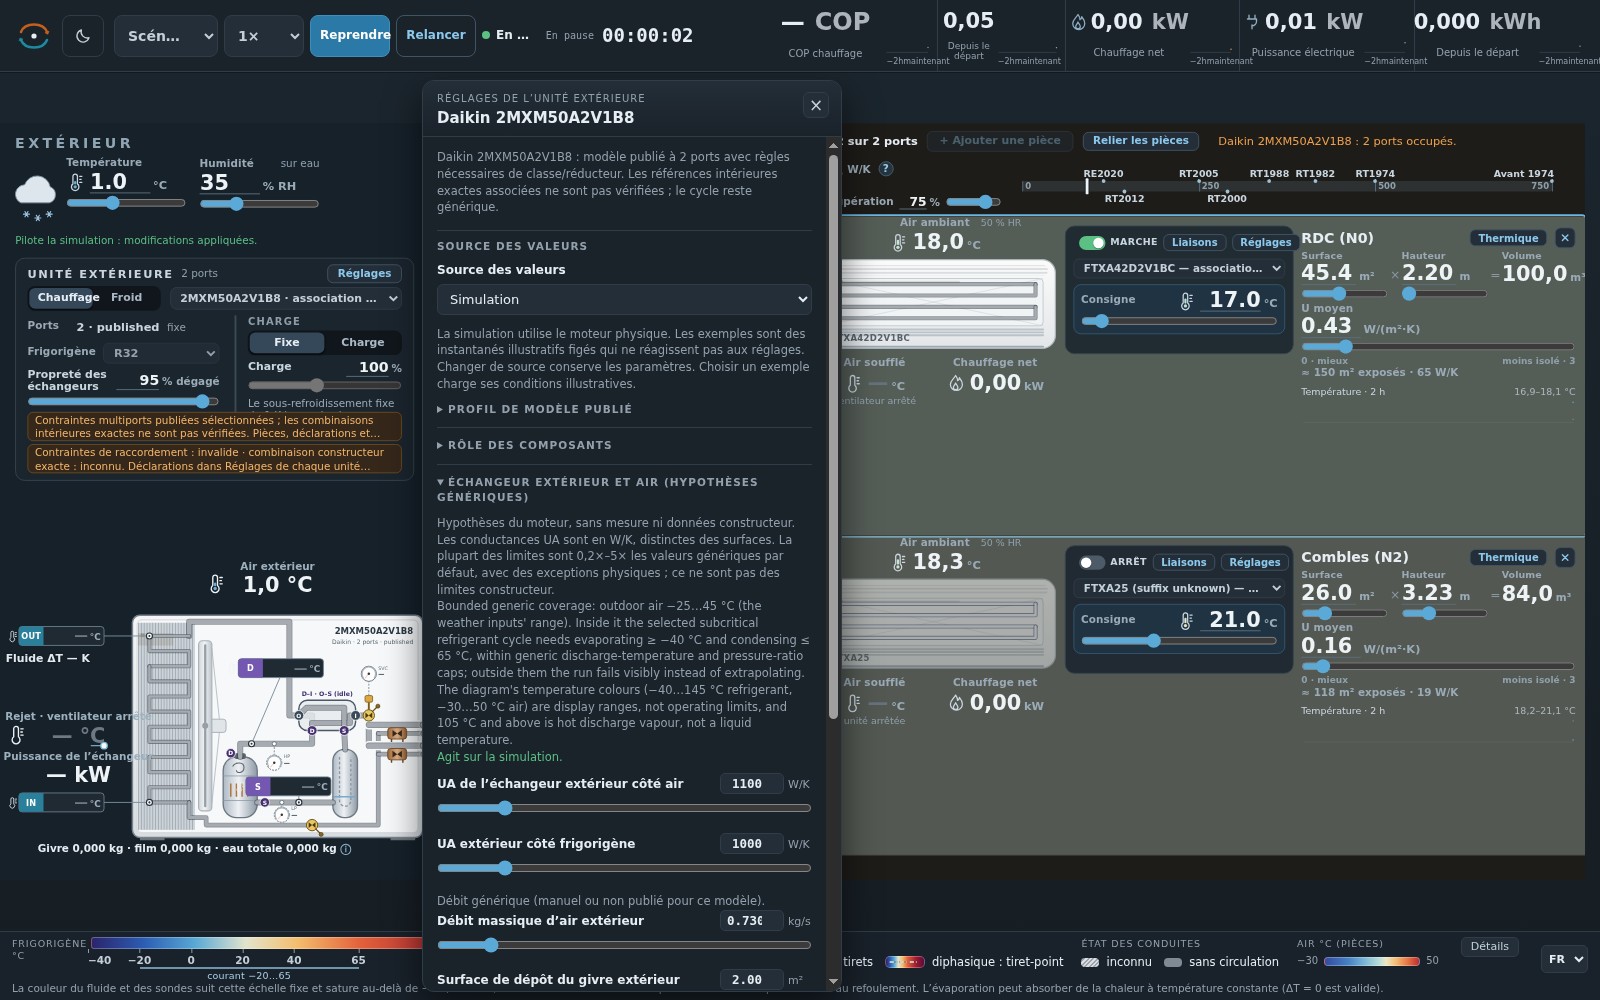 Scén…
1×
Reprendre
Relancer
En …
En pause 00:00:02
— COP
COP chauffage
−2h maintenant
0,05
Depuis le départ
−2h maintenant
0,00 kW
Chauffage net
−2h maintenant
0,01 kW
Puissance électrique
−2h maintenant
0,000 kWh
Depuis le départ
−2h maintenant
EXTÉRIEUR
Température
1.0 °C
Humidité
sur eau
35 % RH
Pilote la simulation : modifications appliquées.
UNITÉ EXTÉRIEURE 2 ports
Réglages
Chauffage Froid
2MXM50A2V1B8 · association …
Ports 2 · published fixe
Frigorigène R32
Propreté des échangeurs 95 % dégagé
CHARGE
Fixe Charge
Charge 100 %
Le sous-refroidissement fixe
Contraintes multiports publiées sélectionnées ; les combinaisons
intérieures exactes ne sont pas vérifiées. Pièces, déclarations et…
Contraintes de raccordement : invalide · combinaison constructeur
exacte : inconnu. Déclarations dans Réglages de chaque unité…
Air extérieur
1,0 °C
OUT — °C
Fluide ΔT — K
Rejet · ventilateur arrêté
— °C
Puissance de l’échangeur
— kW
IN — °C
2MXM50A2V1B8
Daikin · 2 ports · published
D — °C
SVC
—
D-I · O-S (idle)
I
D
S
D
HP
—
S — °C
S
LP
—
Givre 0,000 kg · film 0,000 kg · eau totale 0,000 kg
RÉGLAGES DE L’UNITÉ EXTÉRIEURE
Daikin 2MXM50A2V1B8
×
Daikin 2MXM50A2V1B8 : modèle publié à 2 ports avec règles
nécessaires de classe/réducteur. Les références intérieures
exactes associées ne sont pas vérifiées ; le cycle reste
générique.
SOURCE DES VALEURS
Source des valeurs
Simulation
La simulation utilise le moteur physique. Les exemples sont des
instantanés illustratifs figés qui ne réagissent pas aux réglages.
Changer de source conserve les paramètres. Choisir un exemple
charge ses conditions illustratives.
PROFIL DE MODÈLE PUBLIÉ
RÔLE DES COMPOSANTS
ÉCHANGEUR EXTÉRIEUR ET AIR (HYPOTHÈSES
GÉNÉRIQUES)
Hypothèses du moteur, sans mesure ni données constructeur.
Les conductances UA sont en W/K, distinctes des surfaces. La
plupart des limites sont 0,2×–5× les valeurs génériques par
défaut, avec des exceptions physiques ; ce ne sont pas des
limites constructeur.
Bounded generic coverage: outdoor air −25…45 °C (the
weather inputs' range). Inside it the selected subcritical
refrigerant cycle needs evaporating ≥ −40 °C and condensing ≤
65 °C, within generic discharge-temperature and pressure-ratio
caps; outside them the run fails visibly instead of extrapolating.
The diagram's temperature colours (−40…145 °C refrigerant,
−30…50 °C air) are display ranges, not operating limits, and
105 °C and above is hot discharge vapour, not a liquid
temperature.
Agit sur la simulation.
UA de l’échangeur extérieur côté air 1100 W/K
UA extérieur côté frigorigène 1000 W/K
Débit générique (manuel ou non publié pour ce modèle).
Débit massique d’air extérieur 0.730 kg/s
Surface de dépôt du givre extérieur 2.00 m²
sur 2 ports
+ Ajouter une pièce
Relier les pièces
Daikin 2MXM50A2V1B8 : 2 ports occupés.
W/K ?
pération 75 %
RE2020 RT2005 RT1988 RT1982 RT1974 Avant 1974
0 250 500 750
RT2012 RT2000
Air ambiant 50 % HR
18,0 °C
TXA42D2V1BC
Air soufflé
— °C
entilateur arrêté
Chauffage net
0,00 kW
MARCHE Liaisons Réglages
FTXA42D2V1BC — associatio…
Consigne 17.0 °C
RDC (N0)
Thermique ×
Surface Hauteur Volume
45.4 m² × 2.20 m = 100,0 m³
U moyen
0.43 W/(m²·K)
0 · mieux moins isolé · 3
≈ 150 m² exposés · 65 W/K
Température · 2 h 16,9–18,1 °C
Air ambiant 50 % HR
18,3 °C
TXA25
Air soufflé
— °C
unité arrêtée
Chauffage net
0,00 kW
ARRÊT Liaisons Réglages
FTXA25 (suffix unknown) — …
Consigne 21.0 °C
Combles (N2)
Thermique ×
Surface Hauteur Volume
26.0 m² × 3.23 m = 84,0 m³
U moyen
0.16 W/(m²·K)
0 · mieux moins isolé · 3
≈ 118 m² exposés · 19 W/K
Température · 2 h 18,2–21,1 °C
FRIGORIGÈNE
°C
−40 −20 0 20 40 65
courant −20…65
tirets
diphasique : tiret-point
ÉTAT DES CONDUITES
inconnu sans circulation
AIR °C (PIÈCES)
−30 50
Détails
FR
La couleur du fluide et des sondes suit cette échelle fixe et sature au-delà de
au refoulement. L’évaporation peut absorber de la chaleur à température constante (ΔT = 0 est valide).